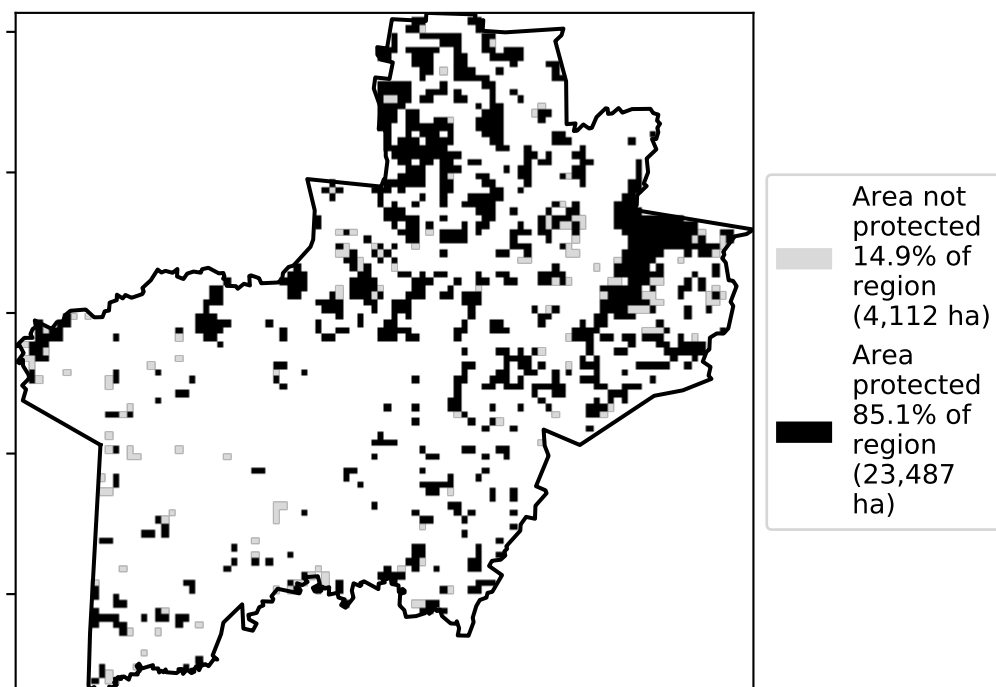 Area not
protected
14.9% of
region
(4,112 ha)
Area
protected
85.1% of
region
(23,487
ha)